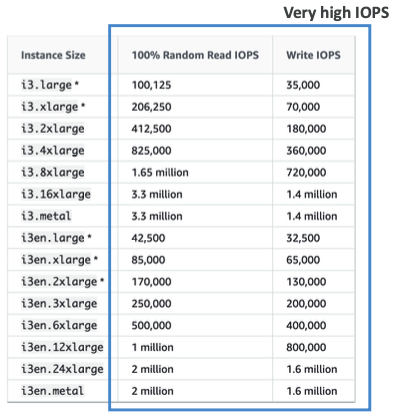 Very high IOPS
Instance Size 100% Random Read IOPS Write IOPS
i3.large * 100,125 35,000
i3.xlarge * 206,250 70,000
i3.2xlarge 412,500 180,000
i3.4xlarge 825,000 360,000
i3.8xlarge 1.65 million 720,000
i3.16xlarge 3.3 million 1.4 million
i3.metal 3.3 million 1.4 million
i3en.large * 42,500 32,500
i3en.xlarge * 85,000 65,000
i3en.2xlarge * 170,000 130,000
i3en.3xlarge 250,000 200,000
i3en.6xlarge 500,000 400,000
i3en.12xlarge 1 million 800,000
i3en.24xlarge 2 million 1.6 million
i3en.metal 2 million 1.6 million